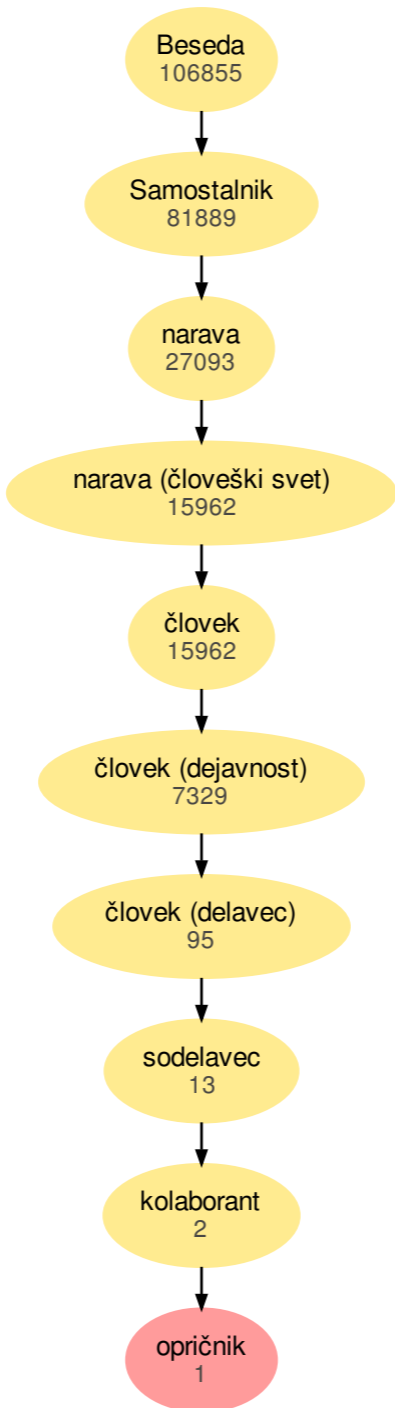 Beseda
106855
Samostalnik
81889
narava
27093
narava (človeški svet)
15962
človek
15962
človek (dejavnost)
7329
človek (delavec)
95
sodelavec
13
kolaborant
2
opričnik
1